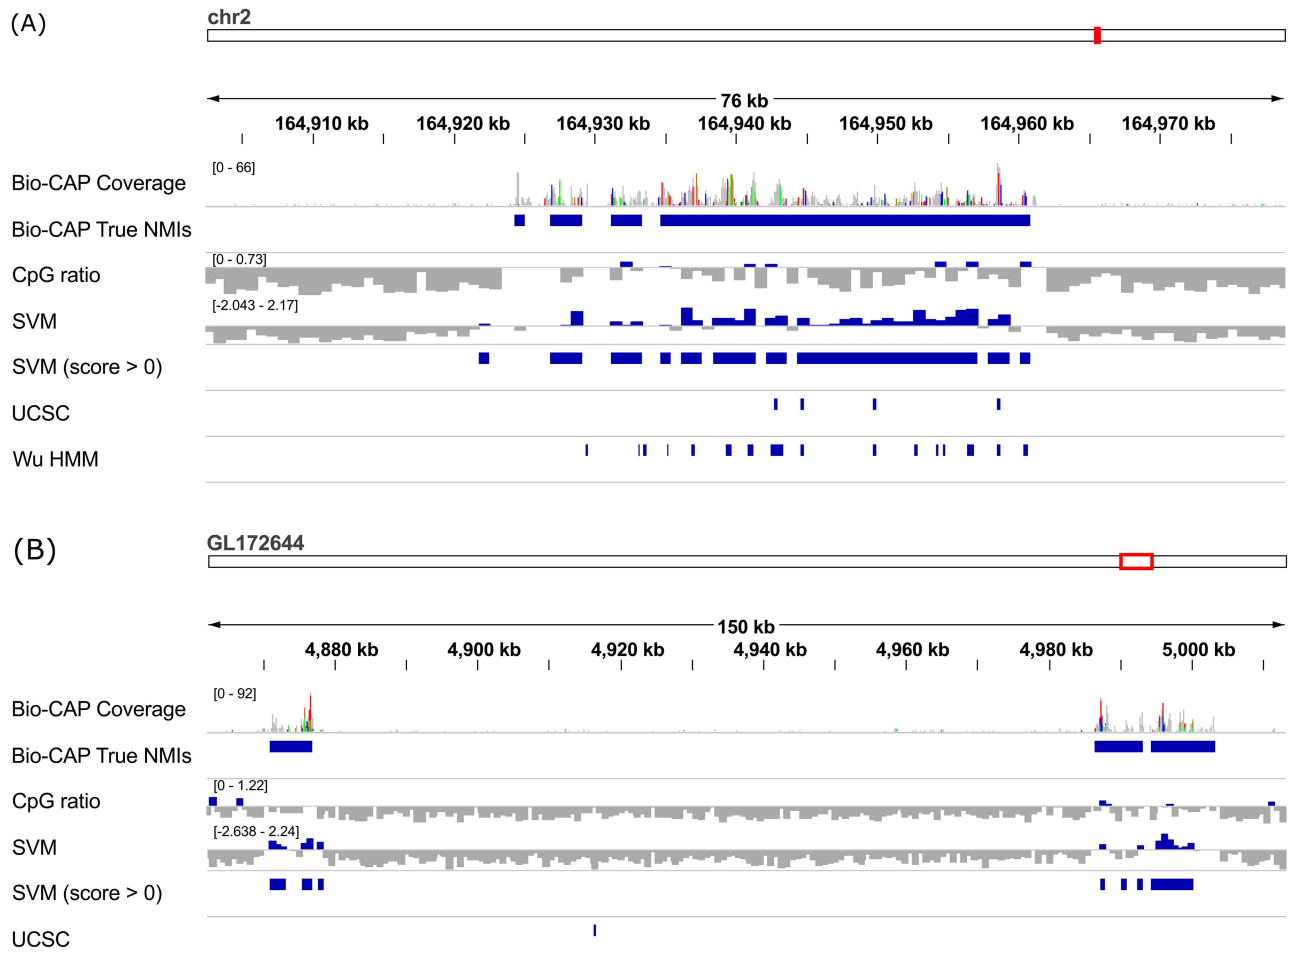 (A)
chr2
76 kb
164,910 kb 164,920 kb 164,930 kb 164,940 kb 164,950 kb 164,960 kb 164,970 kb
[0 - 66]
Bio-CAP Coverage
Bio-CAP True NMIs
[0 - 0.73]
CpG ratio
[-2.043 - 2.17]
SVM
SVM (score > 0)
UCSC
Wu HMM
(B)
GL172644
150 kb
4,880 kb 4,900 kb 4,920 kb 4,940 kb 4,960 kb 4,980 kb 5,000 kb
[0 - 92]
Bio-CAP Coverage
Bio-CAP True NMIs
[0 - 1.22]
CpG ratio
[-2.638 - 2.24]
SVM
SVM (score > 0)
UCSC